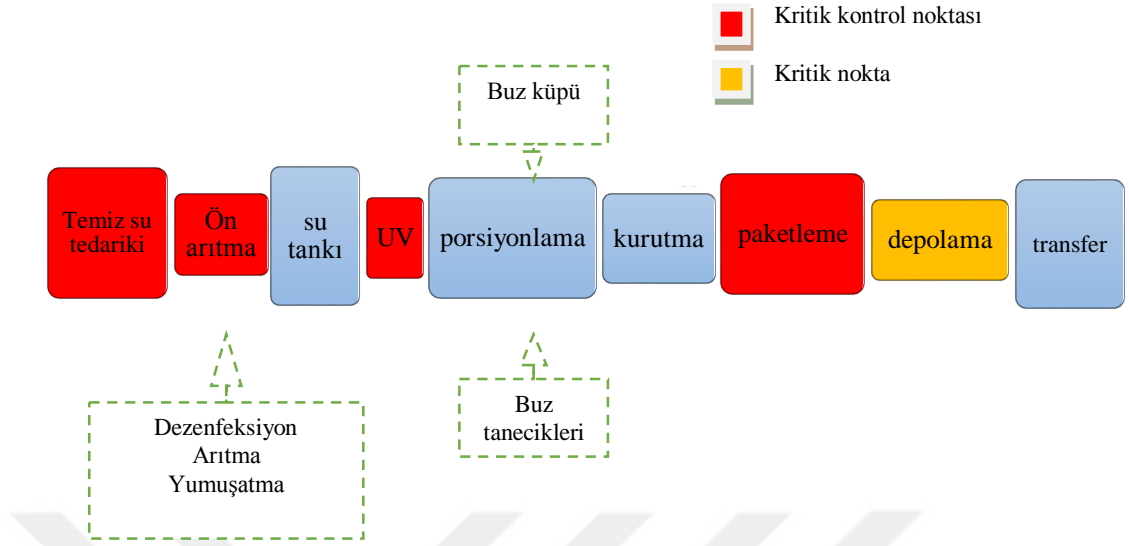 Kritik kontrol noktası
Kritik nokta
Buz küpü
Temiz su
tedariki
Ön
arıtma
su
tankı
UV
porsiyonlama
kurutma
paketleme
depolama
transfer
Dezenfeksiyon
Arıtma
Yumuşatma
Buz
tanecikleri